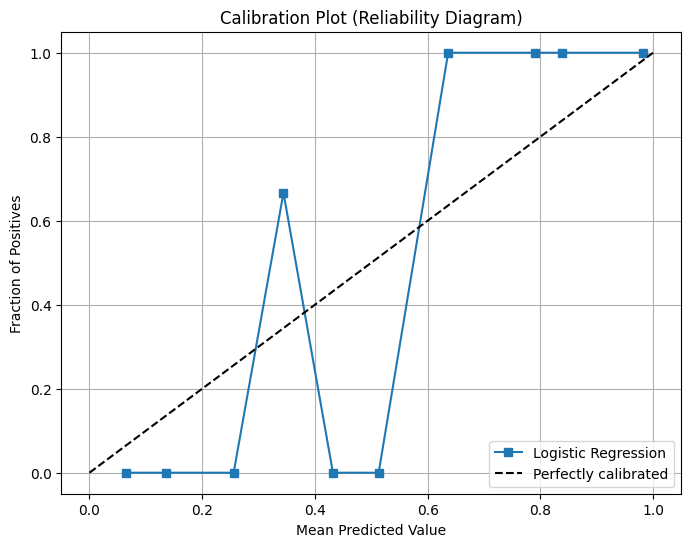 Calibration Plot (Reliability Diagram)
1.0
0.8
0.6
0.4
0.2
0.0
Fraction of Positives
0.0 0.2 0.4 0.6 0.8 1.0
Mean Predicted Value
Logistic Regression
Perfectly calibrated